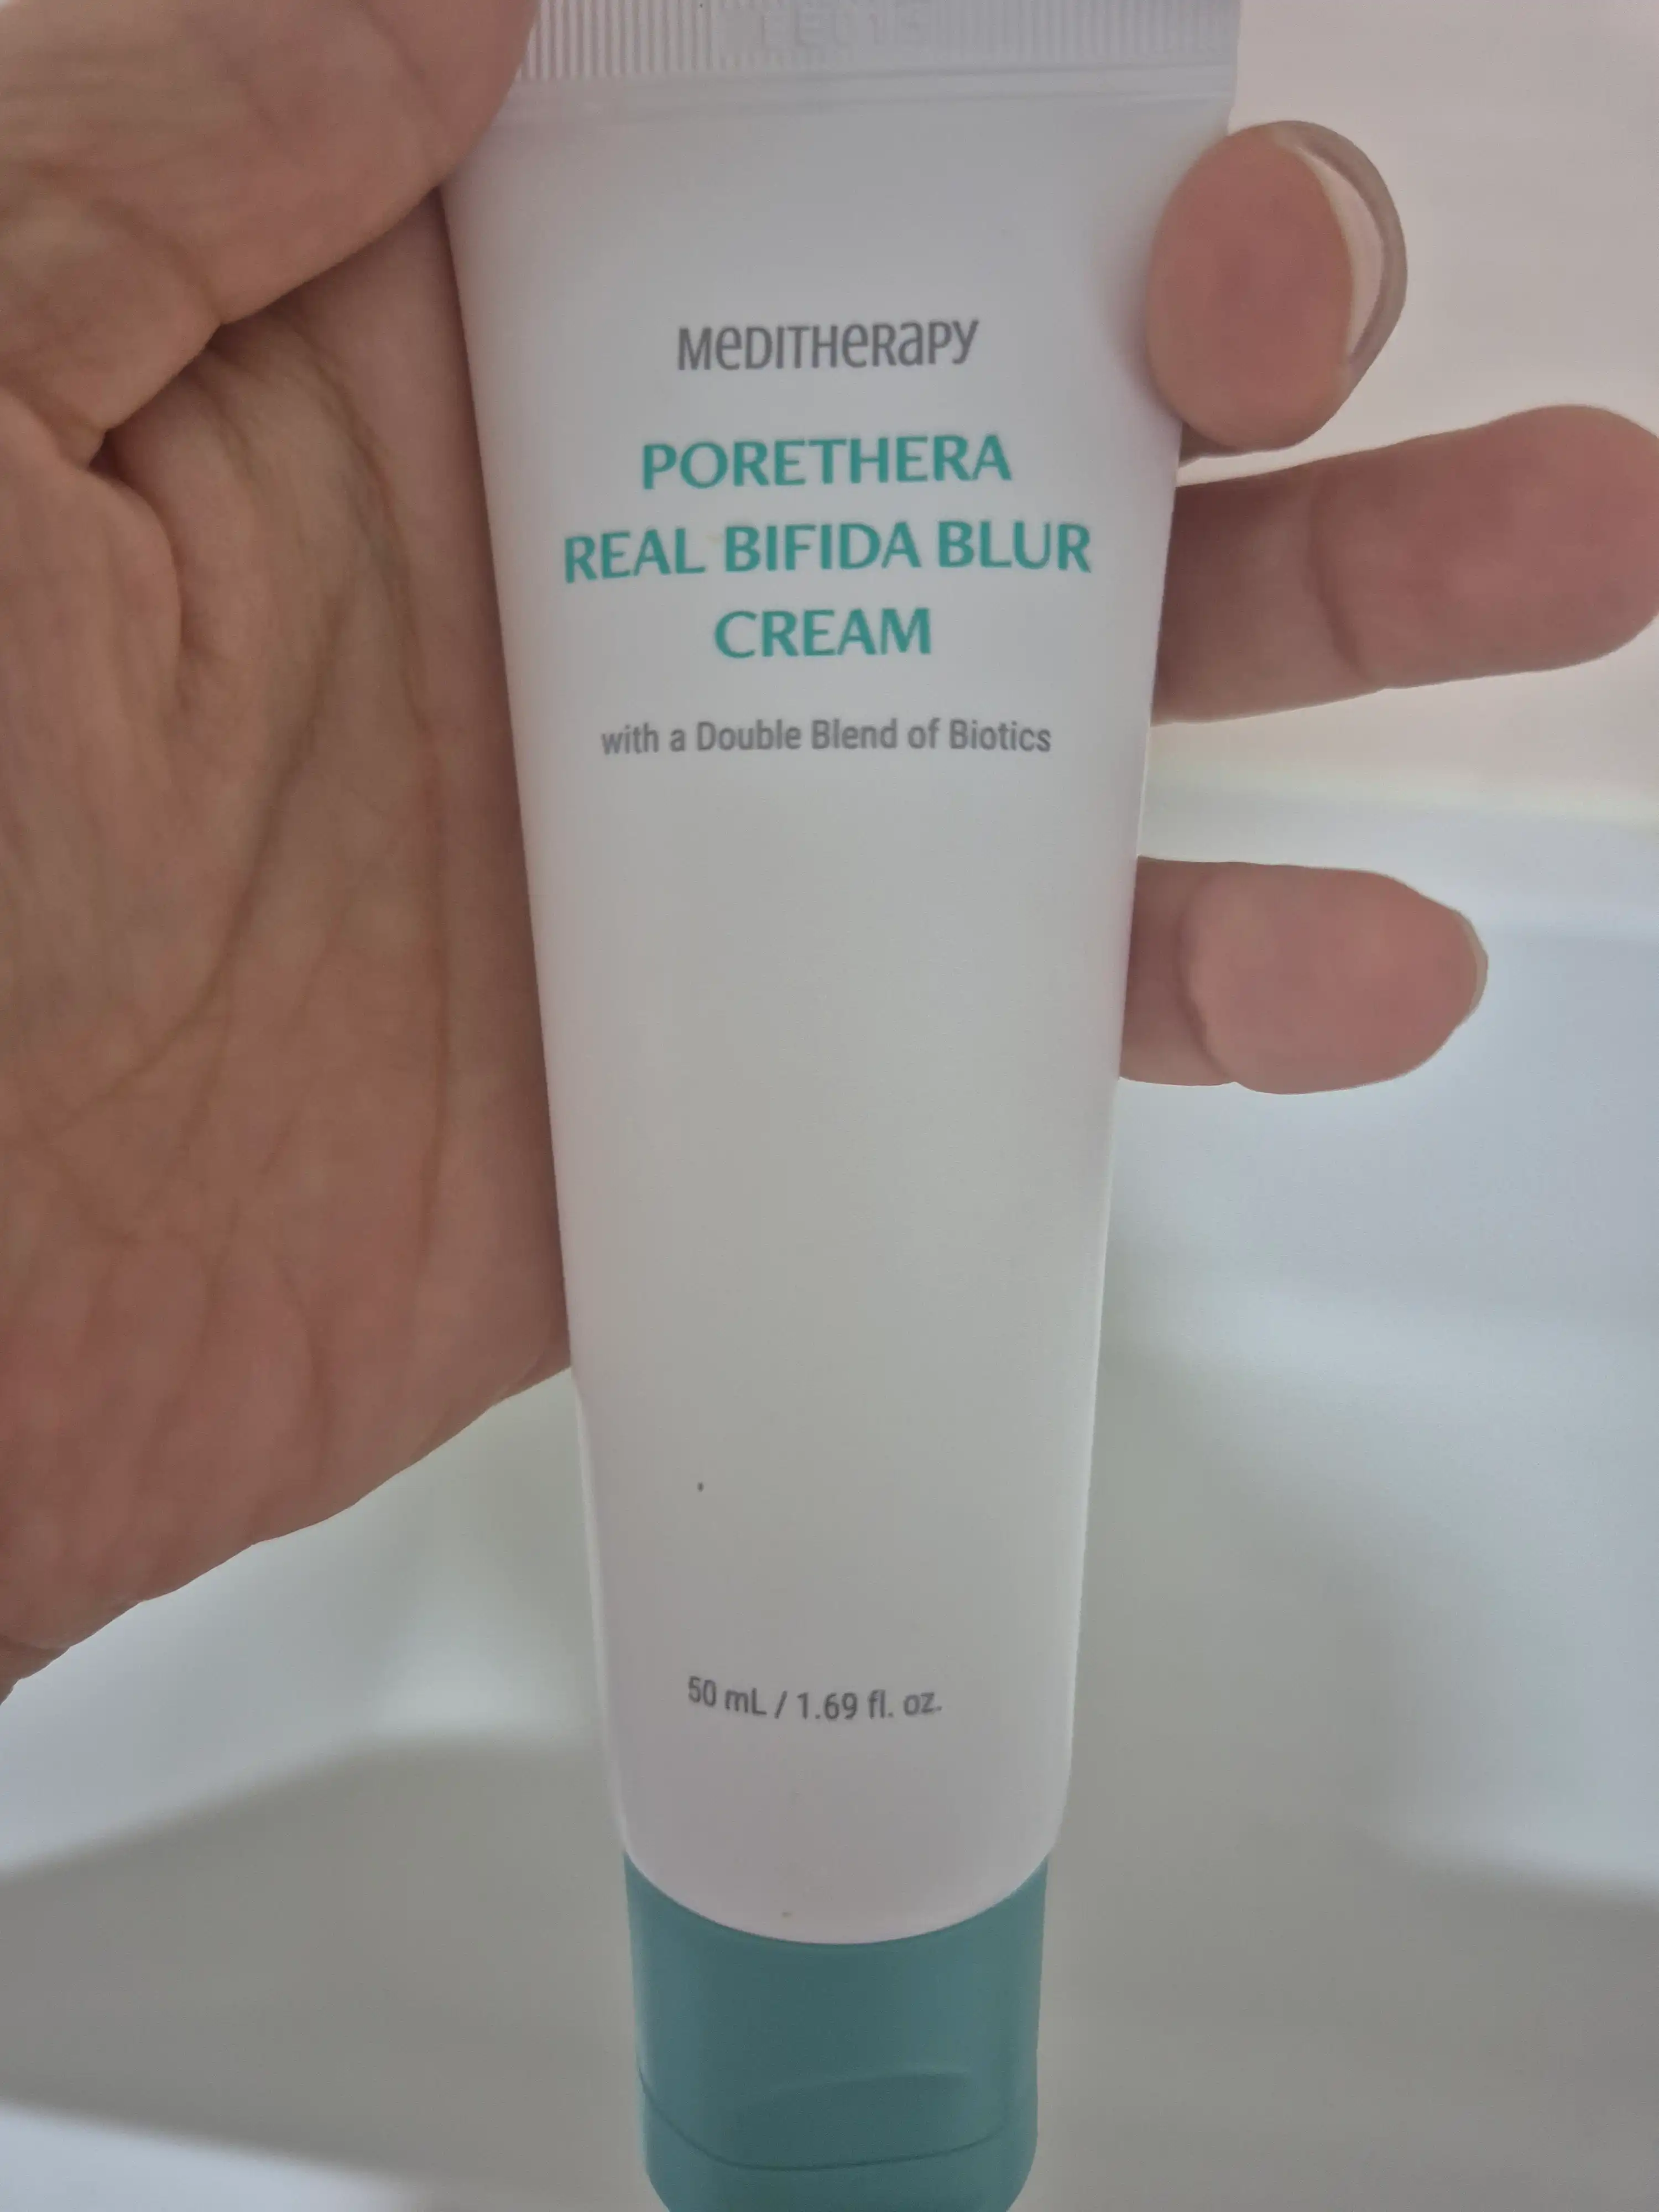 MeDITHeRaPY
PORETHERA
REAL BIFIDA BLUR
CREAM
with a Double Blend of Biotics
50 mL / 1.69 fl. oz.